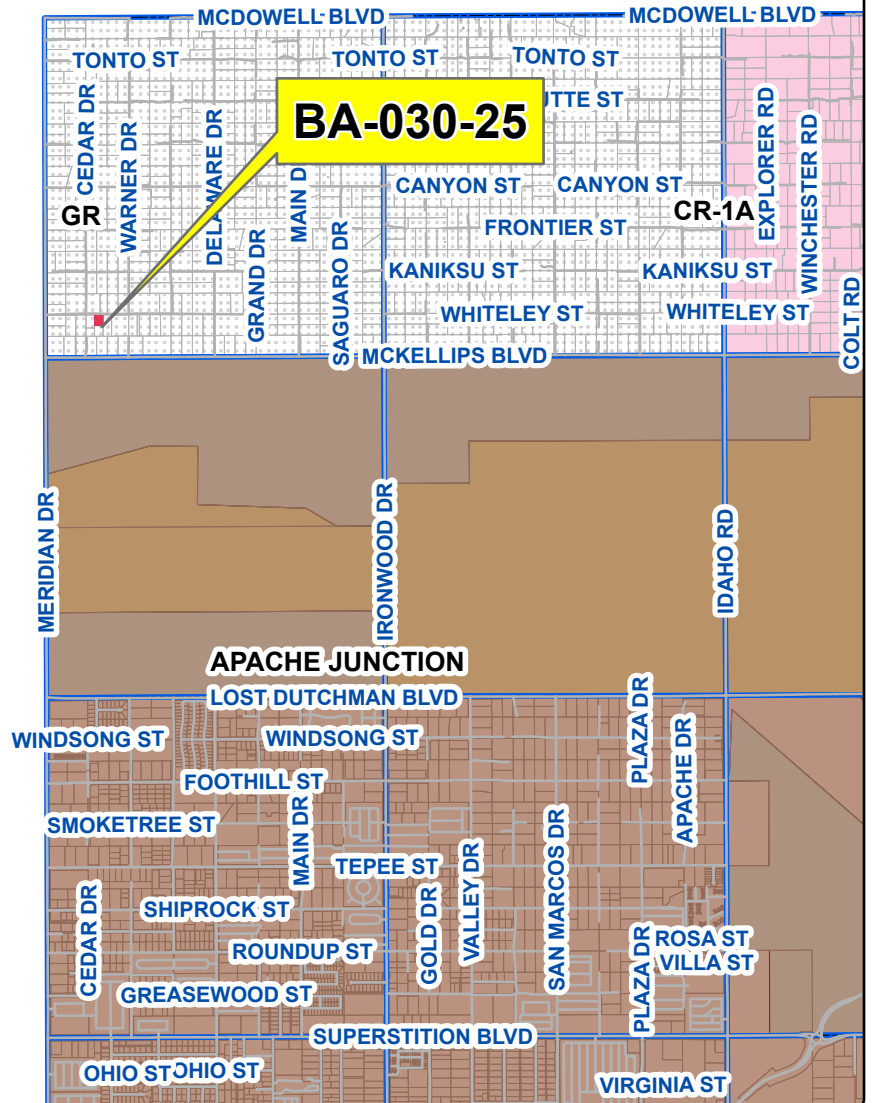 MCDOWELL BLVD
MCDOWELL BLVD
TONTO ST
TONTO ST
TONTO ST
CEDAR DR
WARNER DR
DELAWARE DR
BA-030-25
UTTE ST
EXPLORER RD
WINCHESTER RD
GR
GRAND DR
MAIN D
SAGUARO DR
CANYON ST
CANYON ST
CR-1A
FRONTIER ST
KANIKSU ST
KANIKSU ST
WHITELEY ST
WHITELEY ST
COLT RD
MCKELLIPS BLVD
MERIDIAN DR
IRONWOOD DR
IDAHO RD
APACHE JUNCTION
LOST DUTCHMAN BLVD
WINDSONG ST
WINDSONG ST
PLAZA DR
APACHE DR
FOOTHILL ST
SMOKETREE ST
MAIN DR
TEPEE ST
CEDAR DR
SHIPROCK ST
GOLD DR
VALLEY DR
SAN MARCOS DR
PLAZA DR
ROSA ST
VILLA ST
ROUNDUP ST
GREASEWOOD ST
SUPERSTITION BLVD
OHIO ST
OHIO ST
VIRGINIA ST